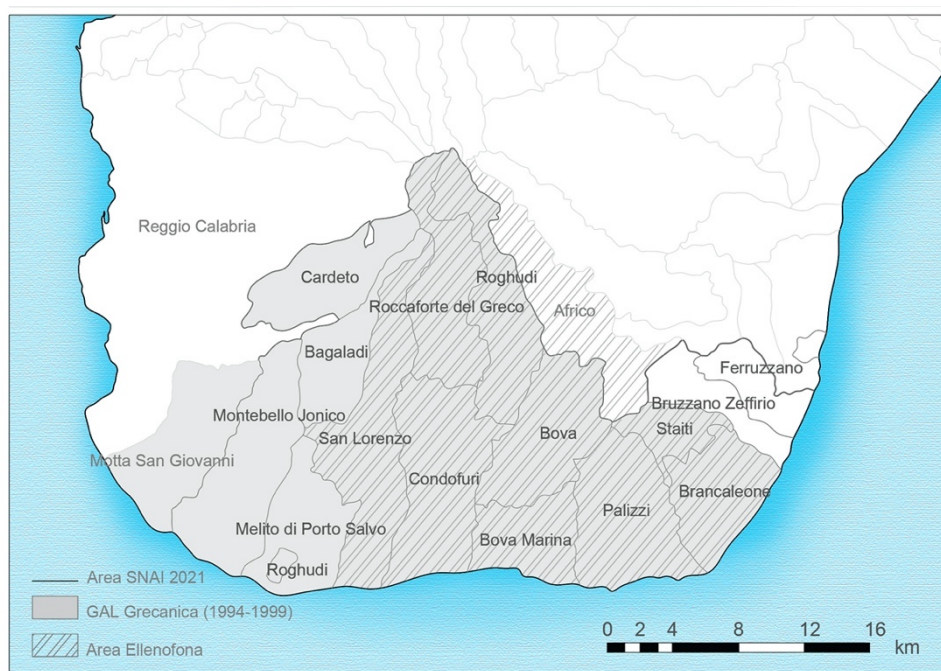 Reggio Calabria
Cardeto
Roghudi
Roccaforte del Greco
Africo
Bagaladi
Ferruzzano
Bruzzano Zeffirio
Montebello Jonico
Staiti
San Lorenzo
Bova
Motta San Giovanni
Condofuri
Brancaleone
Palizzi
Melito di Porto Salvo
Bova Marina
Roghudi
Area SNAI 2021
GAL Grecanica (1994-1999)
Area Ellenofona
0 2 4 8 12 16
km